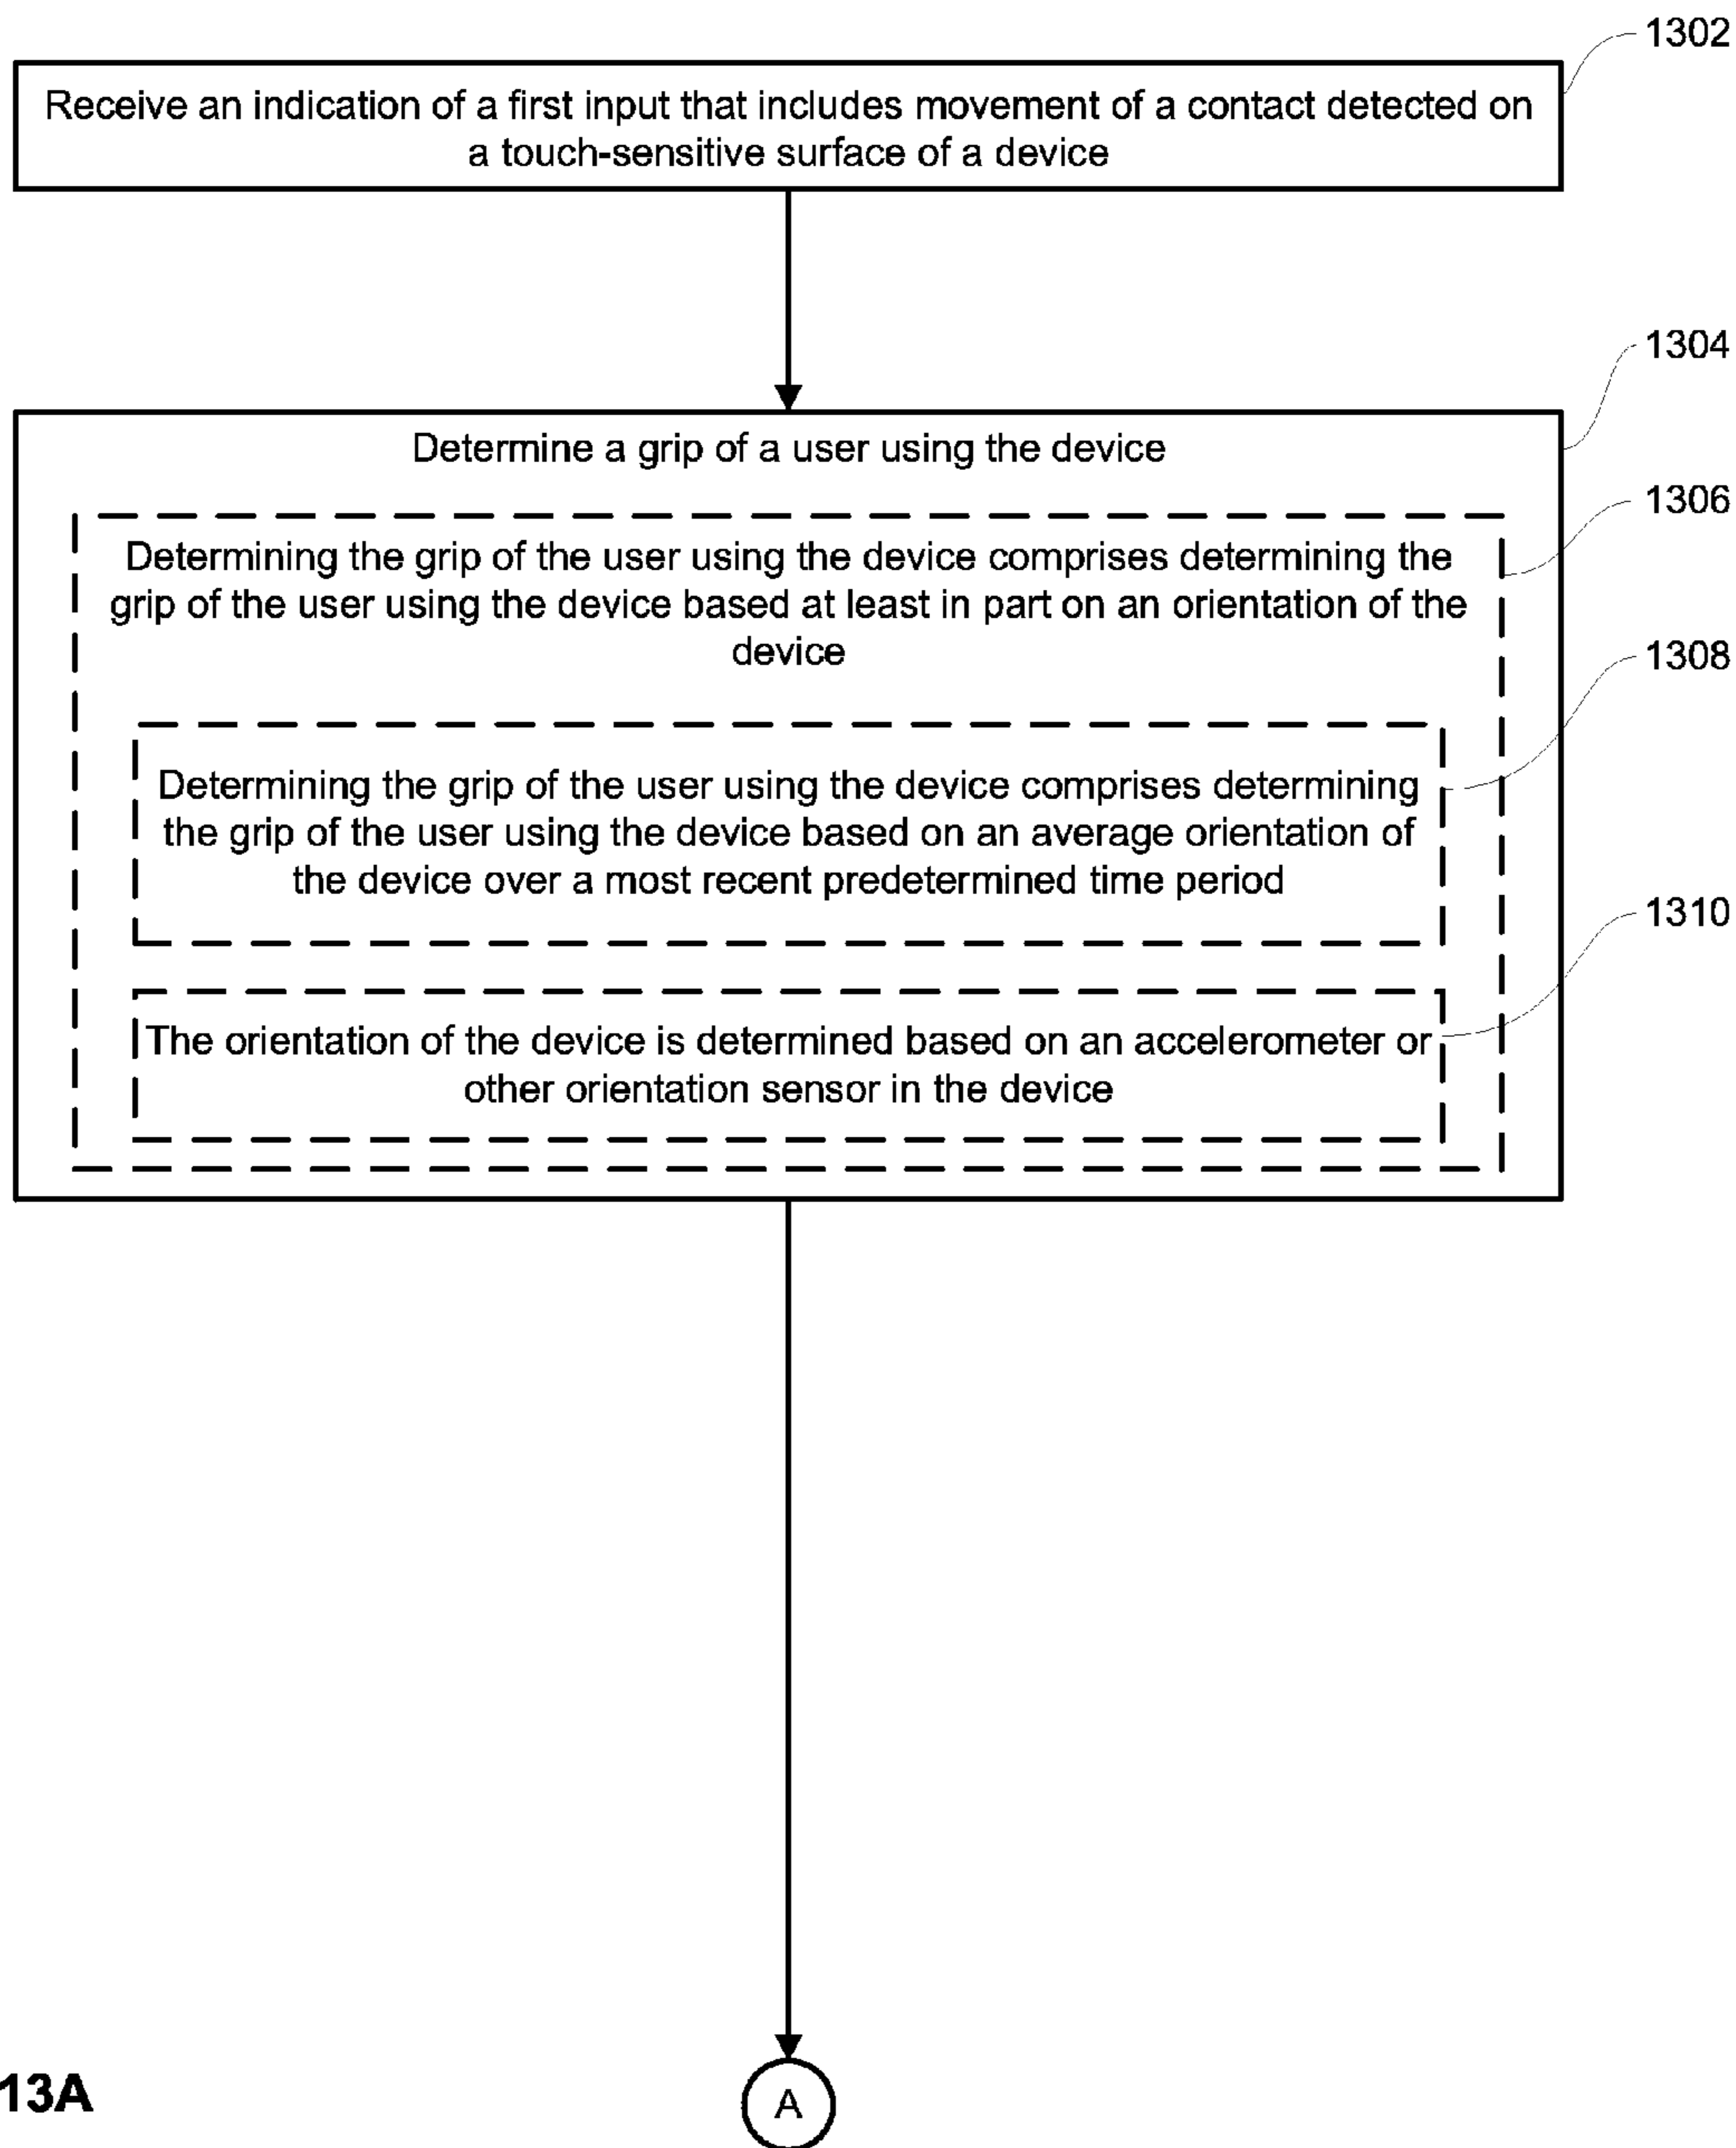 1302
Receive an indication of a first input that includes movement of a contact detected on
a touch-sensitive surface of a device
1304
Determine a grip of a user using the device
1306
Determining the grip of the user using the device comprises determining the
grip of the user using the device based at least in part on an orientation of the
device
1308
Determining the grip of the user using the device comprises determining
the grip of the user using the device based on an average orientation of
the device over a most recent predetermined time period
1310
The orientation of the device is determined based on an accelerometer or
other orientation sensor in the device
13A
A